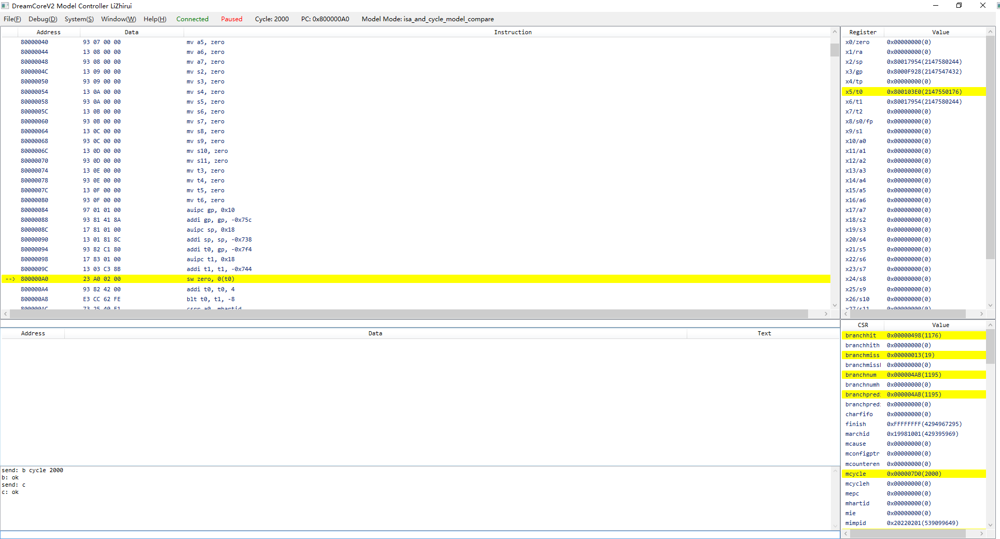 DreamCoreV2 Model Controller LiZhirui
File(F) Debug(D) System(S) Window(W) Help(H) Connected Paused Cycle: 2000 PC: 0x800000A0 Model Mode: isa_and_cycle_model_compare
Address Data Instruction
80000040 93 07 00 00 mv a5, zero
80000044 13 08 00 00 mv a6, zero
80000048 93 08 00 00 mv a7, zero
8000004C 13 09 00 00 mv s2, zero
80000050 93 09 00 00 mv s3, zero
80000054 13 0A 00 00 mv s4, zero
80000058 93 0A 00 00 mv s5, zero
8000005C 13 0B 00 00 mv s6, zero
80000060 93 0B 00 00 mv s7, zero
80000064 13 0C 00 00 mv s8, zero
80000068 93 0C 00 00 mv s9, zero
8000006C 13 0D 00 00 mv s10, zero
80000070 93 0D 00 00 mv s11, zero
80000074 13 0E 00 00 mv t3, zero
80000078 93 0E 00 00 mv t4, zero
8000007C 13 0F 00 00 mv t5, zero
80000080 93 0F 00 00 mv t6, zero
80000084 97 01 01 00 auipc gp, 0x10
80000088 93 81 41 8A addi gp, gp, -0x75c
8000008C 17 81 01 00 auipc sp, 0x18
80000090 13 01 81 8C addi sp, sp, -0x738
80000094 93 82 C1 80 addi t0, gp, -0x7f4
80000098 17 83 01 00 auipc t1, 0x18
8000009C 13 03 C3 8B addi t1, t1, -0x744
--> 800000A0 23 A0 02 00 sw zero, 0(t0)
800000A4 93 82 42 00 addi t0, t0, 4
800000A8 E3 CC 62 FE blt t0, t1, -8
800000AC 73 25 40 F1 csrr a0, mhartid
Register Value
x0/zero 0x00000000(0)
x1/ra 0x00000000(0)
x2/sp 0x80017954(2147580244)
x3/gp 0x8000F928(2147547432)
x4/tp 0x00000000(0)
x5/t0 0x800103E0(2147550176)
x6/t1 0x80017954(2147580244)
x7/t2 0x00000000(0)
x8/s0/fp 0x00000000(0)
x9/s1 0x00000000(0)
x10/a0 0x00000000(0)
x11/a1 0x00000000(0)
x12/a2 0x00000000(0)
x13/a3 0x00000000(0)
x14/a4 0x00000000(0)
x15/a5 0x00000000(0)
x16/a6 0x00000000(0)
x17/a7 0x00000000(0)
x18/s2 0x00000000(0)
x19/s3 0x00000000(0)
x20/s4 0x00000000(0)
x21/s5 0x00000000(0)
x22/s6 0x00000000(0)
x23/s7 0x00000000(0)
x24/s8 0x00000000(0)
x25/s9 0x00000000(0)
x26/s10 0x00000000(0)
x27/s11 0x00000000(0)
Address Data Text
send: b cycle 2000
b: ok
send: c
c: ok
CSR Value
branchhit 0x00000498(1176)
branchhith 0x00000000(0)
branchmiss 0x00000013(19)
branchmissh 0x00000000(0)
branchnum 0x000004AB(1195)
branchnumh 0x00000000(0)
branchpred 0x000004AB(1195)
branchpred 0x00000000(0)
charfifo 0x00000000(0)
finish 0xFFFFFFFF(4294967295)
marchid 0x19981001(429395969)
mcause 0x00000000(0)
mconfigptr 0x00000000(0)
mcounteren 0x00000000(0)
mcycle 0x000007D0(2000)
mcycleh 0x00000000(0)
mepc 0x00000000(0)
mhartid 0x00000000(0)
mie 0x00000000(0)
mimpid 0x20220201(539099649)